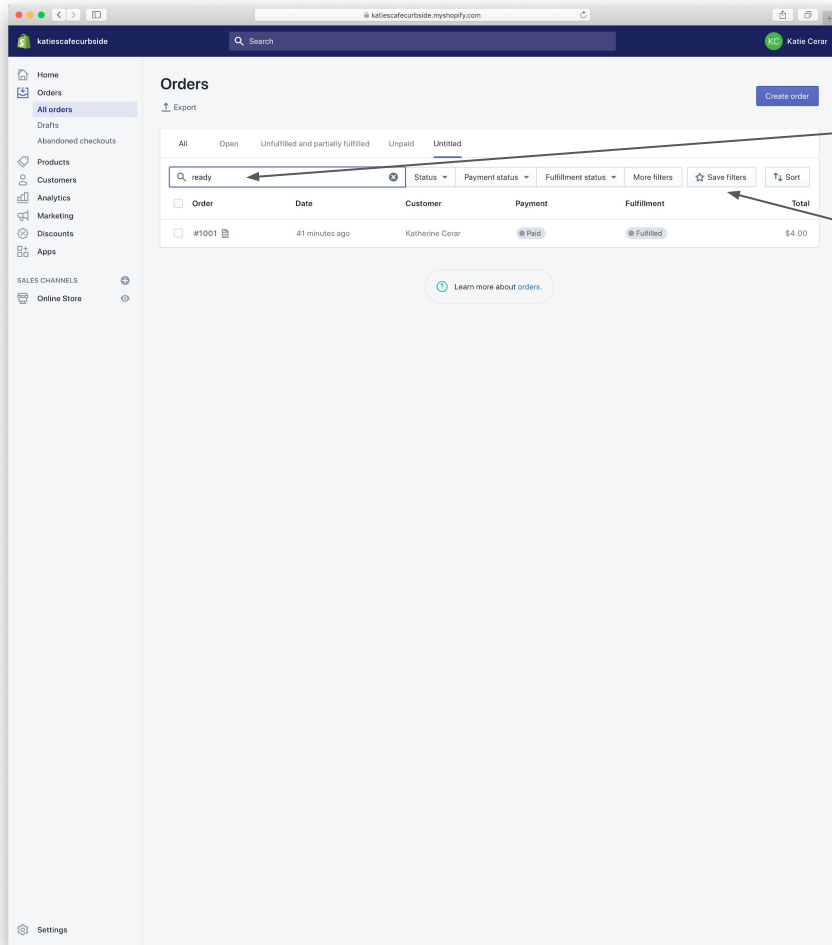 katiescafecurbside.myshopify.com
katiescafecurbside
Search
KC Katie Cerar
Home
Orders
All orders
Drafts
Abandoned checkouts
Products
Customers
Analytics
Marketing
Discounts
Apps
SALES CHANNELS
Online Store
Settings
Orders
Export
Create order
All Open Unfulfilled and partially fulfilled Unpaid Untitled
ready Status Payment status Fulfillment status More filters Save filters Sort
Order Date Customer Payment Fulfillment Total
#1001 41 minutes ago Katherine Cerar Paid Fulfilled $4.00
Learn more about orders.